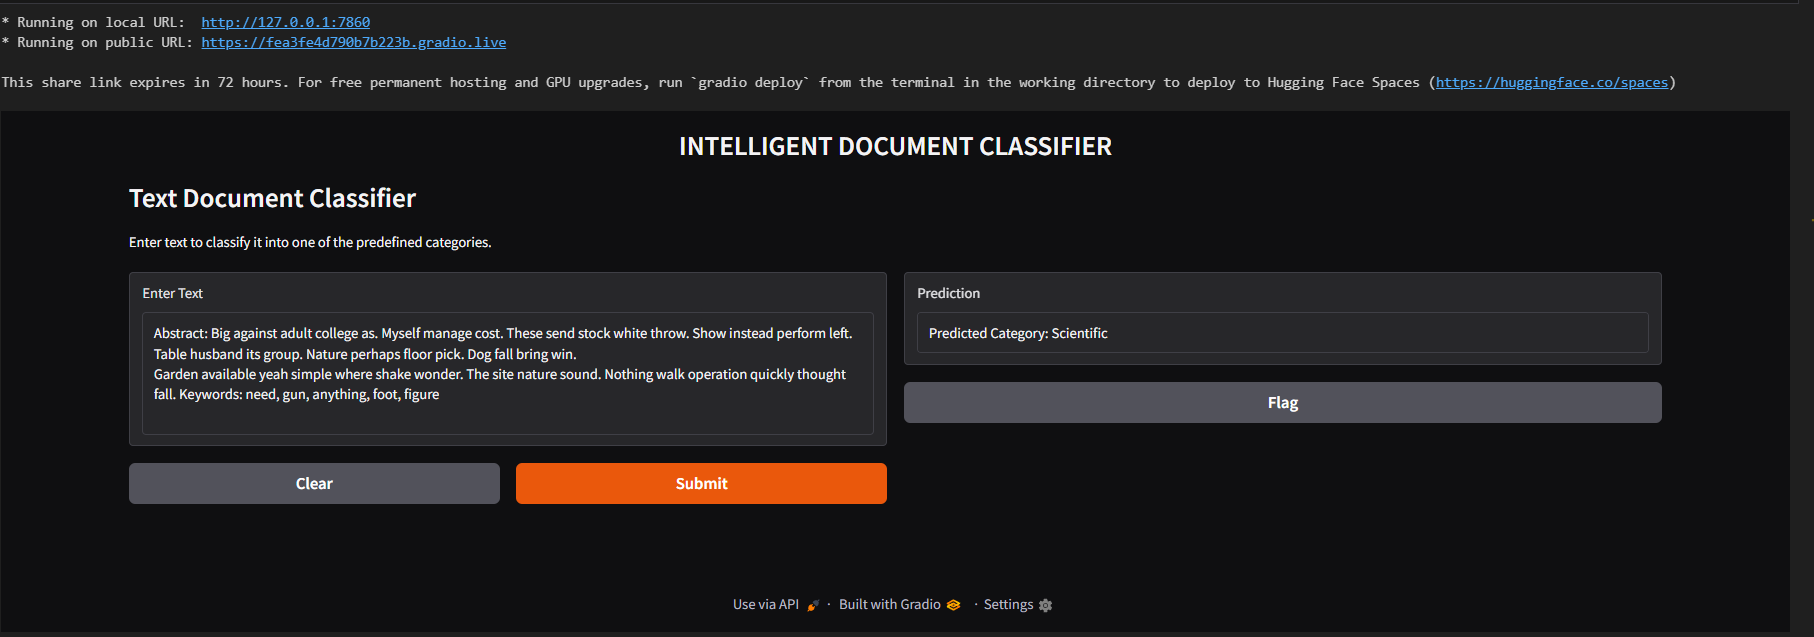 * Running on local URL:  http://127.0.0.1:7860
* Running on public URL: https://fea3fe4d790b7b223b.gradio.live
This share link expires in 72 hours. For free permanent hosting and GPU upgrades, run `gradio deploy` from the terminal in the working directory to deploy to Hugging Face Spaces (https://huggingface.co/spaces)
INTELLIGENT DOCUMENT CLASSIFIER
Text Document Classifier
Enter text to classify it into one of the predefined categories.
Enter Text
Abstract: Big against adult college as. Myself manage cost. These send stock white throw. Show instead perform left.
Table husband its group. Nature perhaps floor pick. Dog fall bring win.
Garden available yeah simple where shake wonder. The site nature sound. Nothing walk operation quickly thought
fall. Keywords: need, gun, anything, foot, figure
Clear
Submit
Prediction
Predicted Category: Scientific
Flag
Use via API · Built with Gradio · Settings